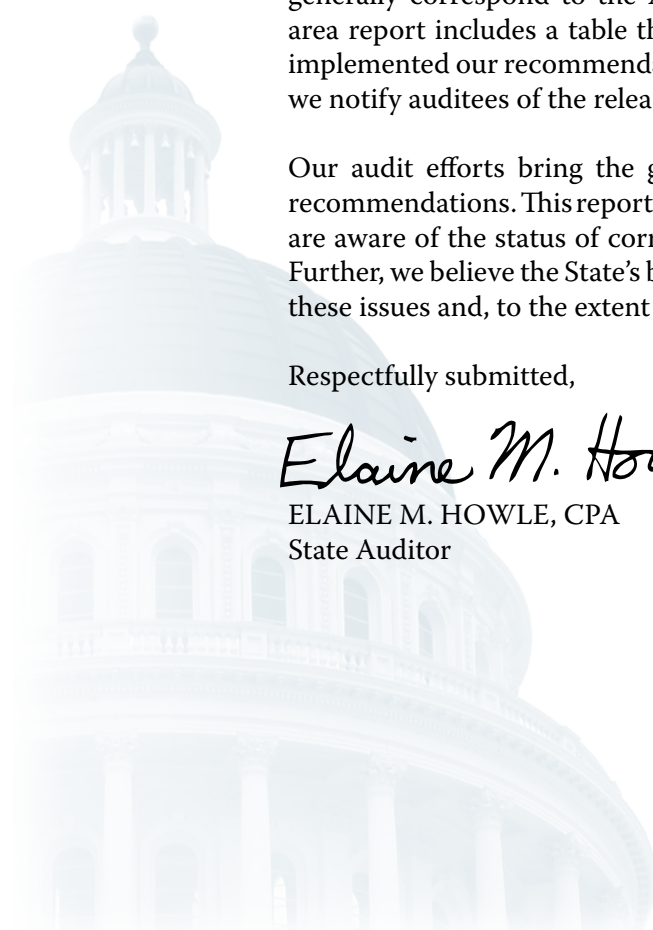 generally correspond to the
area report includes a table th
implemented our recommenda
we notify auditees of the relea
Our audit efforts bring the g
recommendations. This report
are aware of the status of corr
Further, we believe the State’s b
these issues and, to the extent
Respectfully submitted,
Elaine M. Ho
ELAINE M. HOWLE, CPA
State Auditor